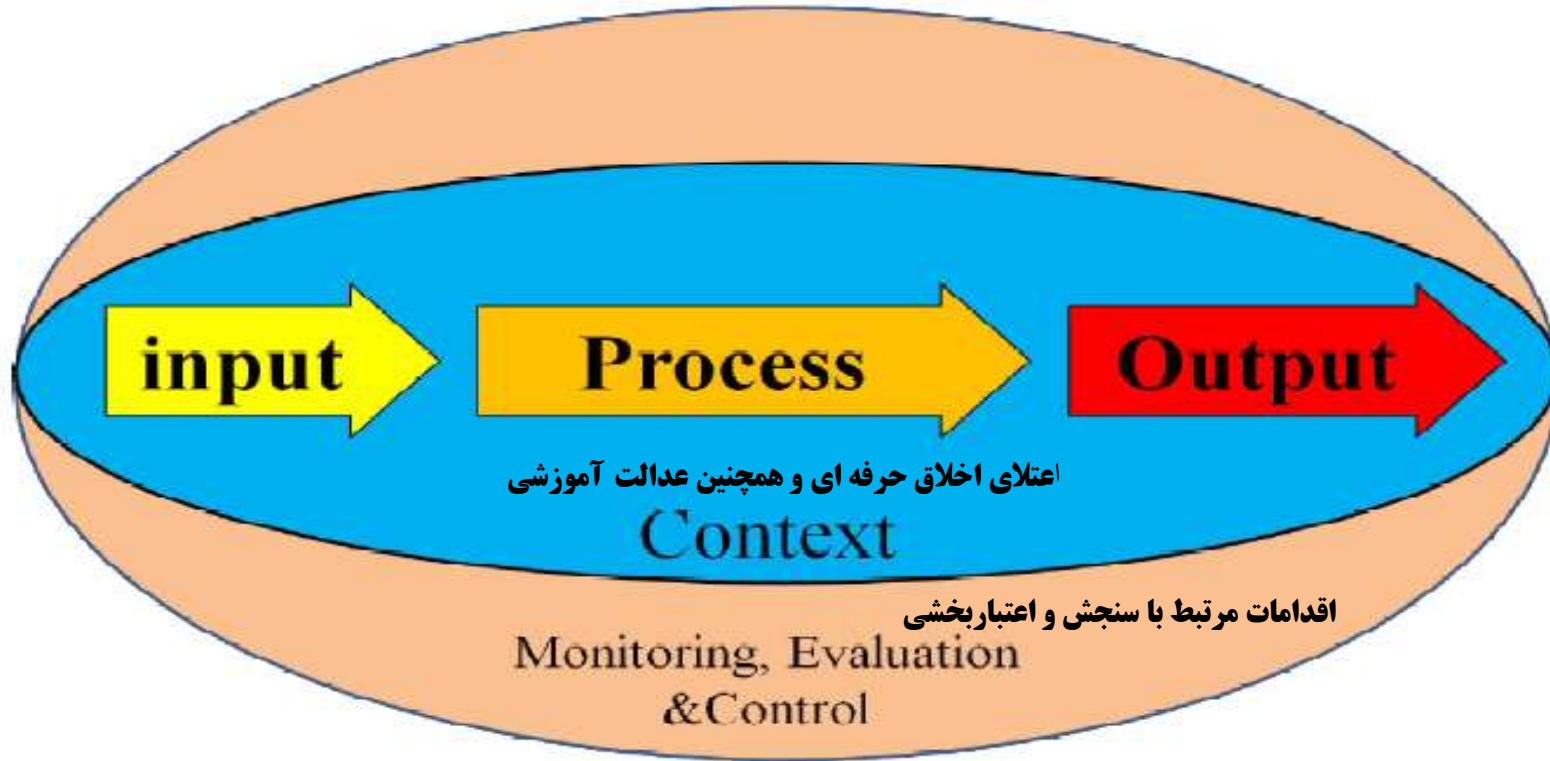 input
Process
Output
اعتلای اخلاق حرفه ای و همچنین عدالت آموزشی
Context
اقدامات مرتبط با سنجش و اعتباربخشی
Monitoring, Evaluation
&Control